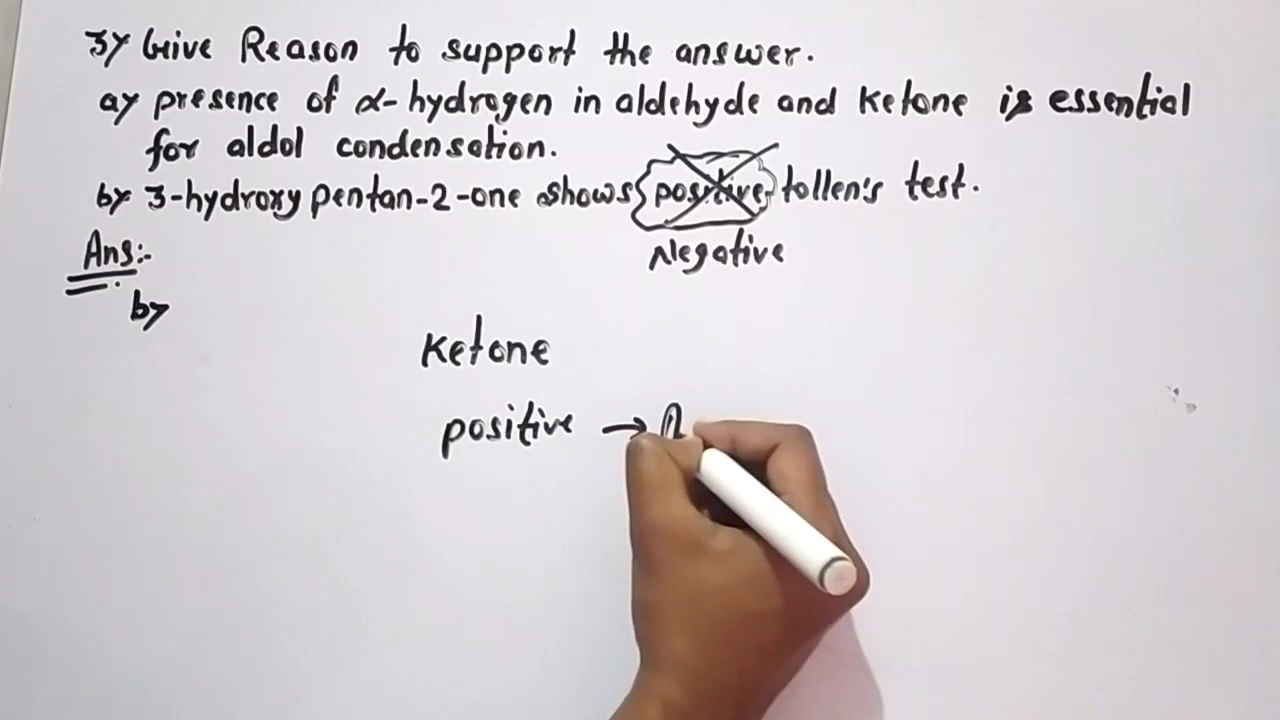 3) Give Reason to support the answer.
a) presence of α-hydrogen in aldehyde and ketone is essential
for aldol condensation.
b) 3-hydroxy pentan-2-one shows positive tollen's test.
Negative
Ans:-
b)
Ketone
positive →